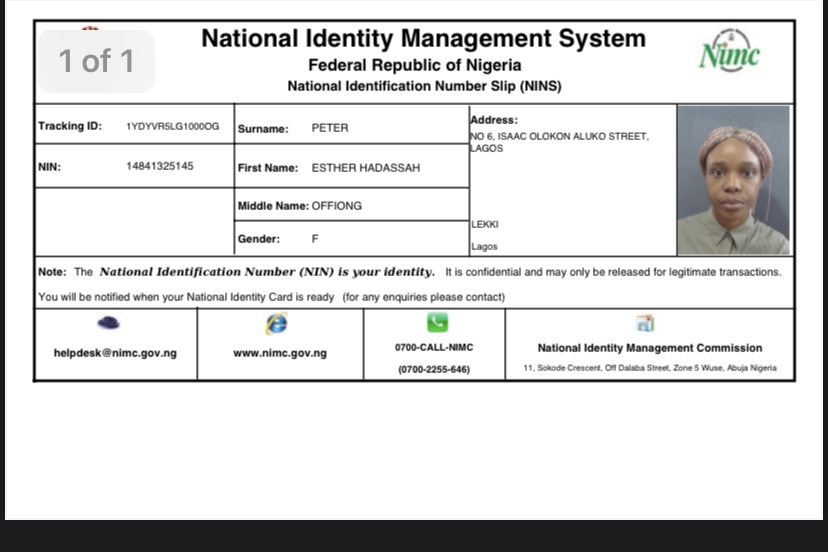 1 of 1
National Identity Management System
Federal Republic of Nigeria
National Identification Number Slip (NINS)
Nimc
Tracking ID: 1YDYVR5LG1000OG
Surname: PETER
Address:
NO 6, ISAAC OLOKON ALUKO STREET,
LAGOS
NIN: 14841325145
First Name: ESTHER HADASSAH
Middle Name: OFFIONG
LEKKI
Gender: F
Lagos
Note: The National Identification Number (NIN) is your identity. It is confidential and may only be released for legitimate transactions.
You will be notified when your National Identity Card is ready (for any enquiries please contact)
helpdesk@nimc.gov.ng
www.nimc.gov.ng
0700-CALL-NIMC
(0700-2255-646)
National Identity Management Commission
11, Sokode Crescent, Off Dalaba Street, Zone 5 Wuse, Abuja Nigeria